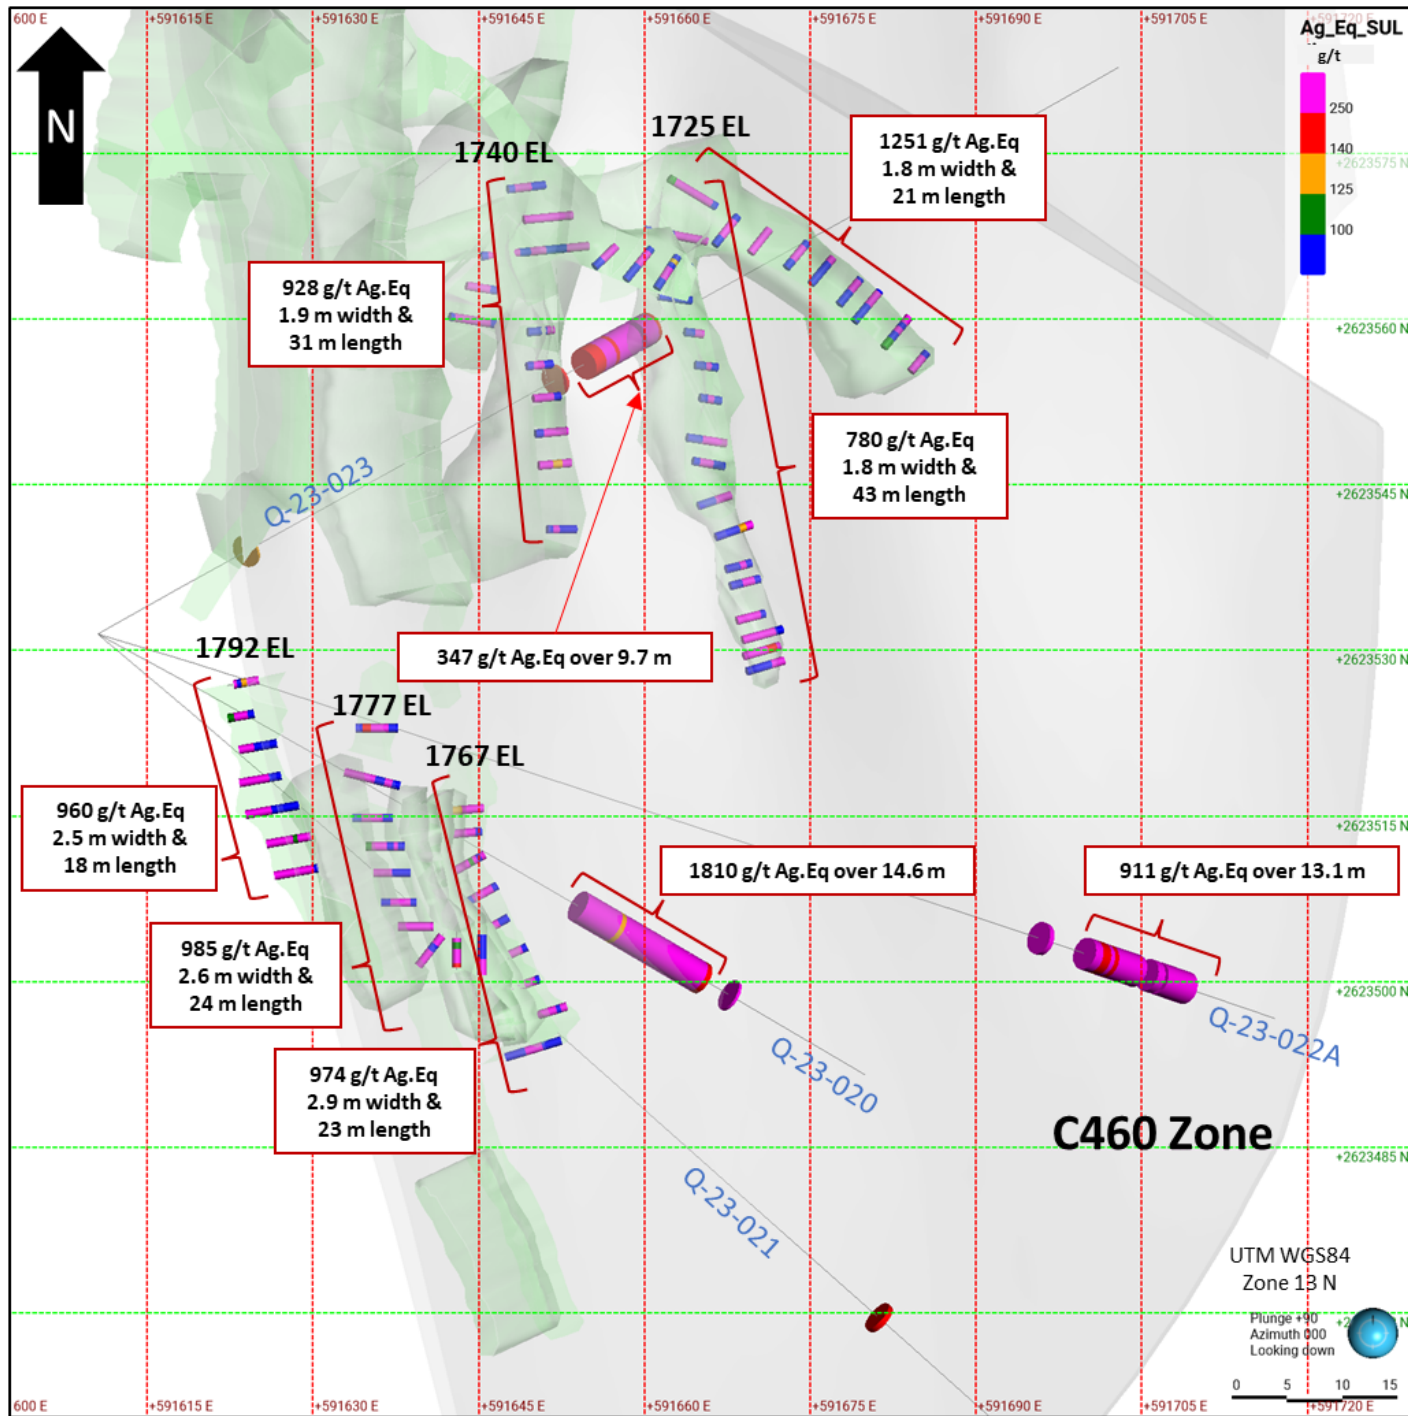 600 E
+591615 E
+591630 E
+591645 E
+591660 E
+591675 E
+591690 E
+591705 E
+591720 E
Ag_Eq_SUL
g/t
250
140
125
100
N
1740 EL
1725 EL
1251 g/t Ag.Eq
1.8 m width &
21 m length
+2623575 N
928 g/t Ag.Eq
1.9 m width &
31 m length
+2623560 N
780 g/t Ag.Eq
1.8 m width &
43 m length
Q-23-023
+2623545 N
1792 EL
347 g/t Ag.Eq over 9.7 m
+2623530 N
1777 EL
1767 EL
960 g/t Ag.Eq
2.5 m width &
18 m length
+2623515 N
1810 g/t Ag.Eq over 14.6 m
911 g/t Ag.Eq over 13.1 m
985 g/t Ag.Eq
2.6 m width &
24 m length
+2623500 N
Q-23-022A
974 g/t Ag.Eq
2.9 m width &
23 m length
Q-23-020
C460 Zone
+2623485 N
Q-23-021
UTM WGS84
Zone 13 N
Plunge +90
Azimuth 000
Looking down
0 5 10 15
600 E
+591615 E
+591630 E
+591645 E
+591660 E
+591675 E
+591690 E
+591705 E
+591720 E